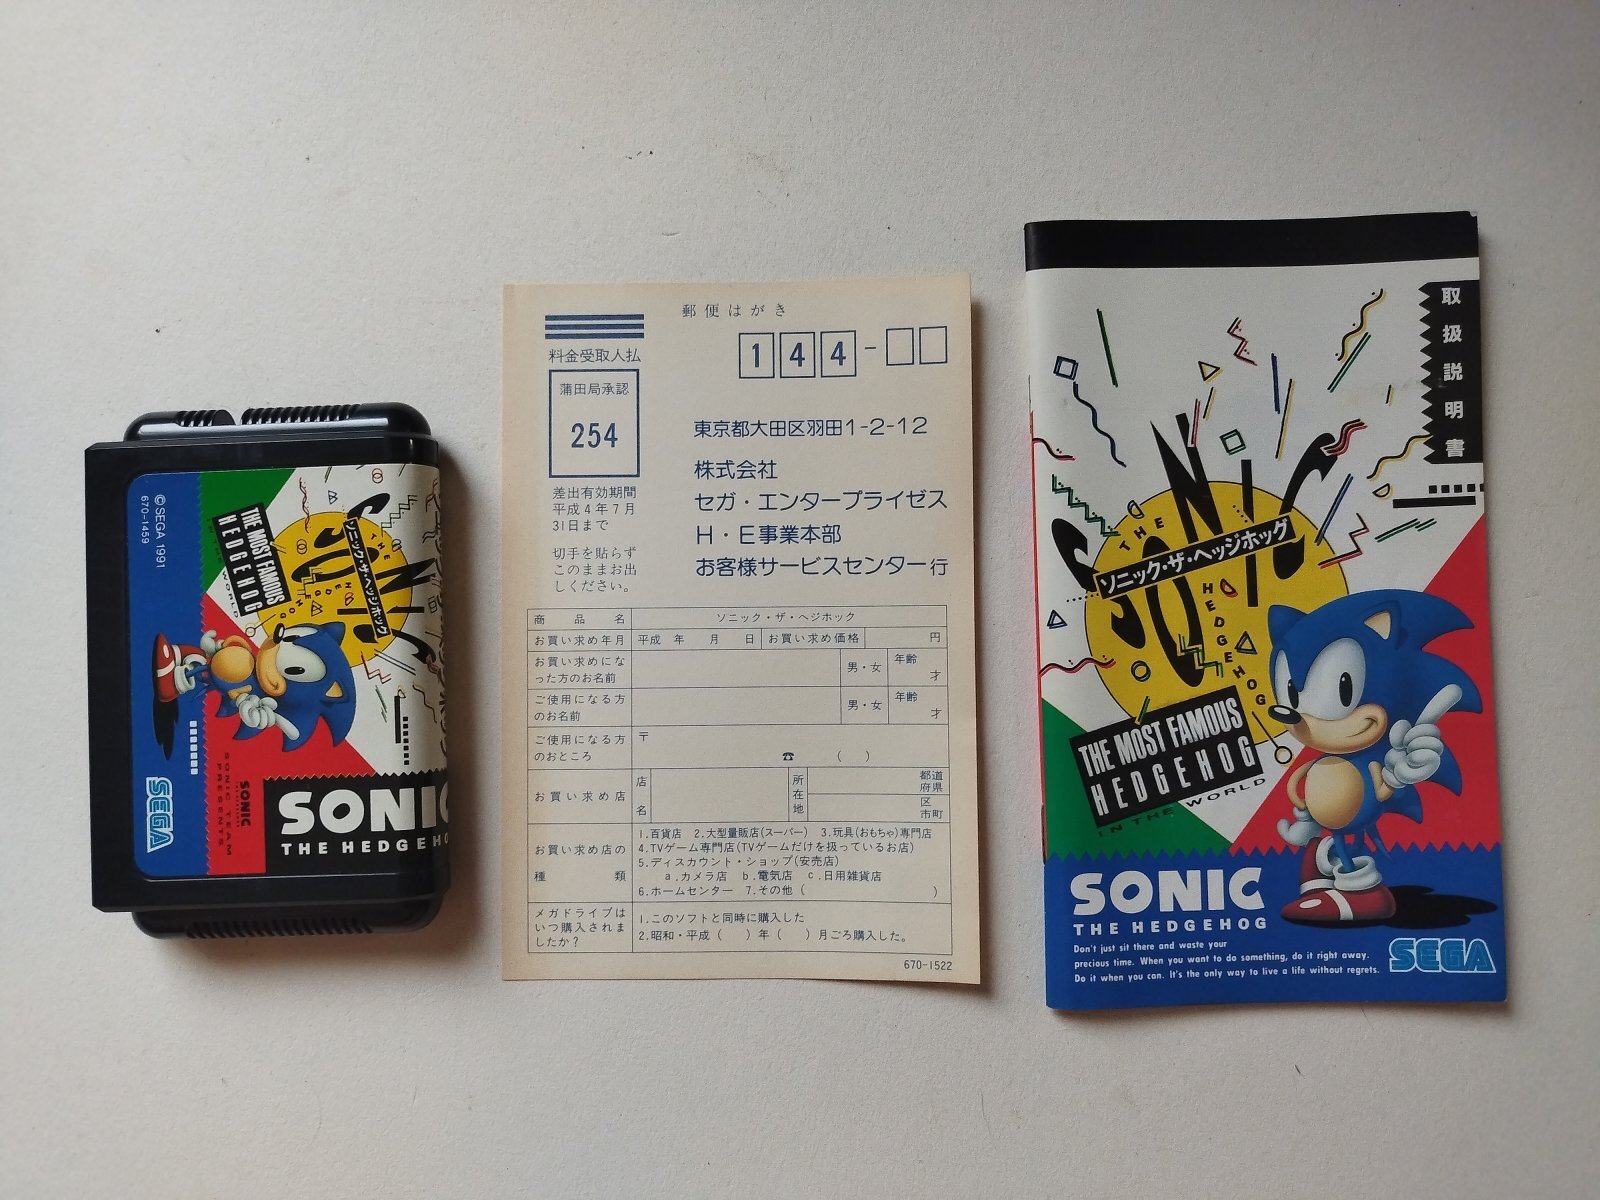 ©SEGA 1991
670-1459
THE MOST FAMOUS
HEDGEHOG
IN THE WORLD
THE
SONIC
ソニック・ザ・ヘッジホッグ
HEDGEHOG
SEGA
SONIC
SONIC TEAM
PRESENTS
SONIC
THE HEDGEHO
郵便はがき
料金受取人払
144-
蒲田局承認
254
差出有効期間
平成4年7月
31日まで
切手を貼らず
このままお出
しください。
東京都大田区羽田1-2-12
株式会社
セガ・エンタープライゼス
H・E事業本部
お客様サービスセンター行
商品名 ソニック・ザ・ヘジホック
お買い求め年月 平成 年 月 日 お買い求め価格 円
お買い求めにな
った方のお名前 男・女 年齢 才
ご使用になる方
のお名前 男・女 年齢 才
ご使用になる方
のおところ 〒 ☎ ( )
お買い求め店 店名 所在地 都道府県 区市町
お買い求め店の
種類
1.百貨店 2.大型量販店(スーパー) 3.玩具(おもちゃ)専門店
4.TVゲーム専門店(TVゲームだけを扱っているお店)
5.ディスカウント・ショップ(安売店)
a.カメラ店 b.電気店 c.日用雑貨店
6.ホームセンター 7.その他( )
メガドライブは
いつ購入されま
したか?
1.このソフトと同時に購入した
2.昭和・平成( )年( )月ごろ購入した。
670-1522
取扱説明書
THE
SONIC
ソニック・ザ・ヘッジホッグ
HEDGEHOG
THE MOST FAMOUS
HEDGEHOG
IN THE WORLD
SONIC
THE HEDGEHOG
Don't just sit there and waste your
precious time. When you want to do something, do it right away.
Do it when you can. It's the only way to live a life without regrets.
SEGA